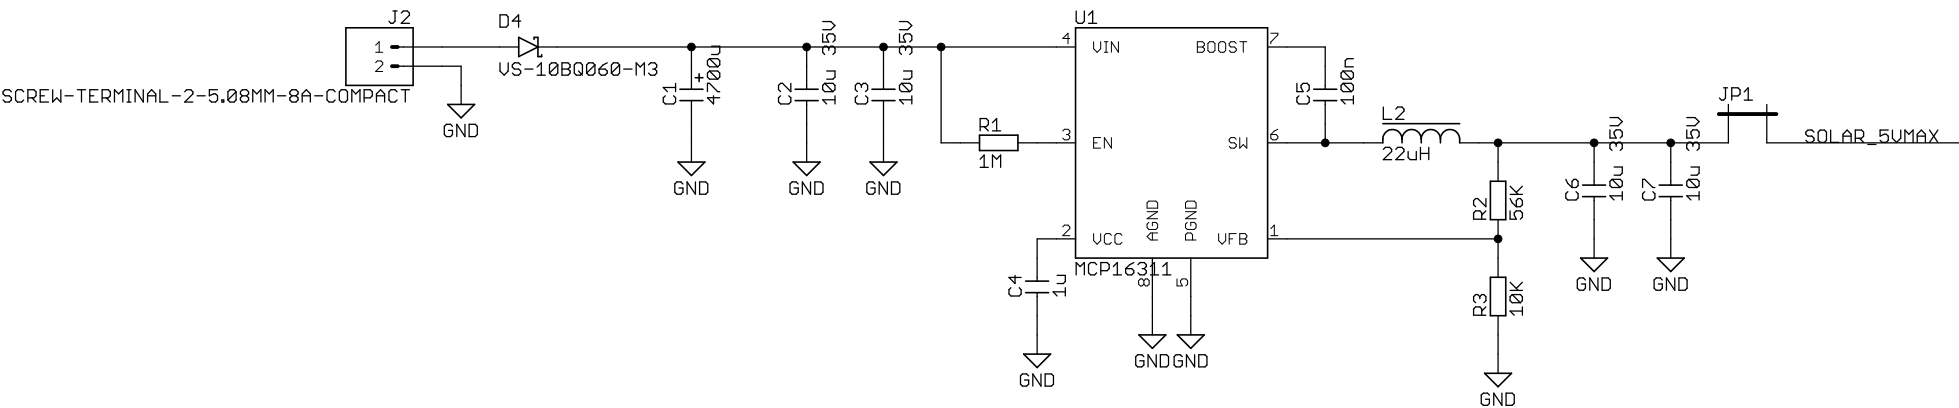 J2
1
2
SCREW-TERMINAL-2-5.08MM-8A-COMPACT
GND
D4
VS-10BQ060-M3
C1
+
4700u
GND
C2
10u 35V
GND
C3
10u 35V
GND
R1
1M
U1
4 VIN
3 EN
2 VCC
BOOST 7
SW 6
VFB 1
AGND
PGND
MCP16311
8
5
GND
GND
C4
1u
GND
C5
100n
L2
22uH
R2
56K
R3
10K
GND
C6
10u 35V
GND
C7
10u 35V
GND
JP1
SOLAR_5VMAX